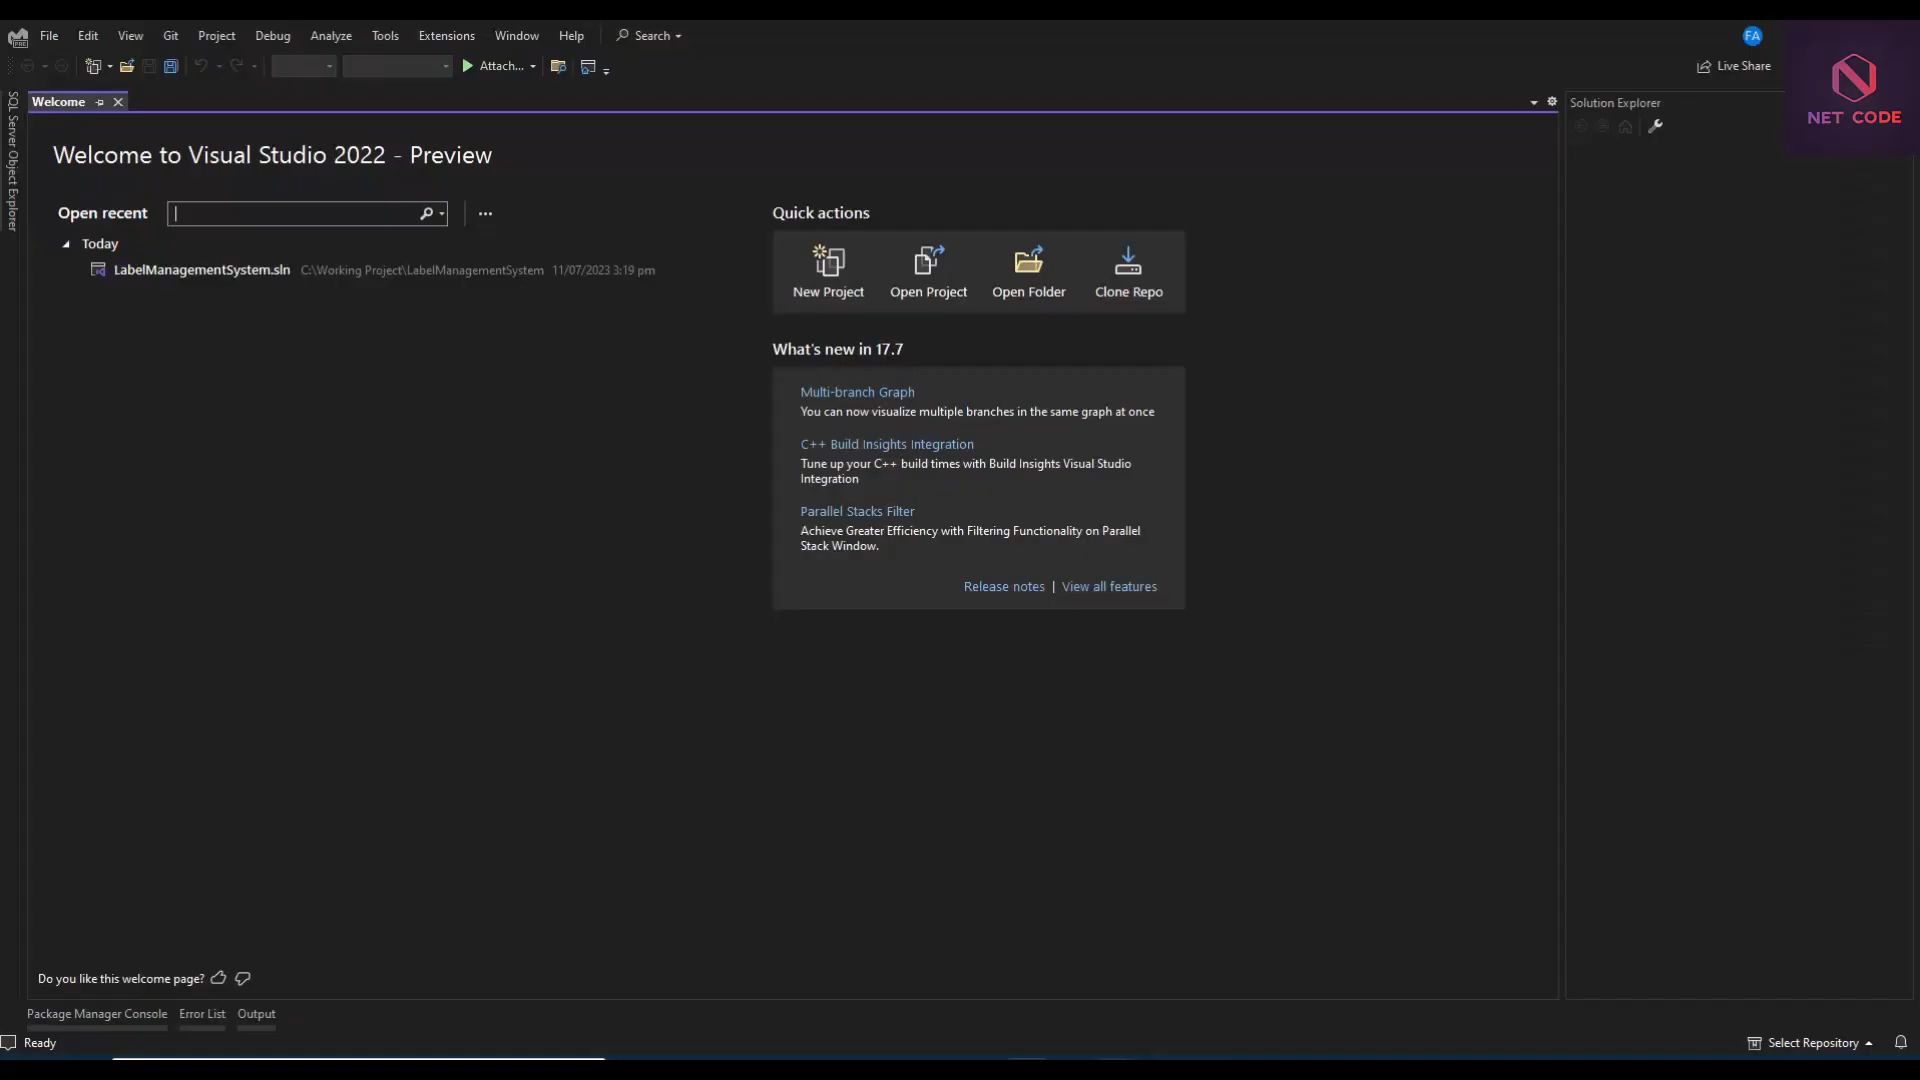 File Edit View Git Project Debug Analyze Tools Extensions Window Help Search
FA
Attach...
Live Share
NET CODE
SQL Server Object Explorer
Welcome
Solution Explorer
Welcome to Visual Studio 2022 - Preview
Open recent
Today
LabelManagementSystem.sln C:\Working Project\LabelManagementSystem 11/07/2023 3:19 pm
Quick actions
New Project Open Project Open Folder Clone Repo
What's new in 17.7
Multi-branch Graph
You can now visualize multiple branches in the same graph at once
C++ Build Insights Integration
Tune up your C++ build times with Build Insights Visual Studio
Integration
Parallel Stacks Filter
Achieve Greater Efficiency with Filtering Functionality on Parallel
Stack Window.
Release notes | View all features
Do you like this welcome page?
Package Manager Console Error List Output
Ready
Select Repository